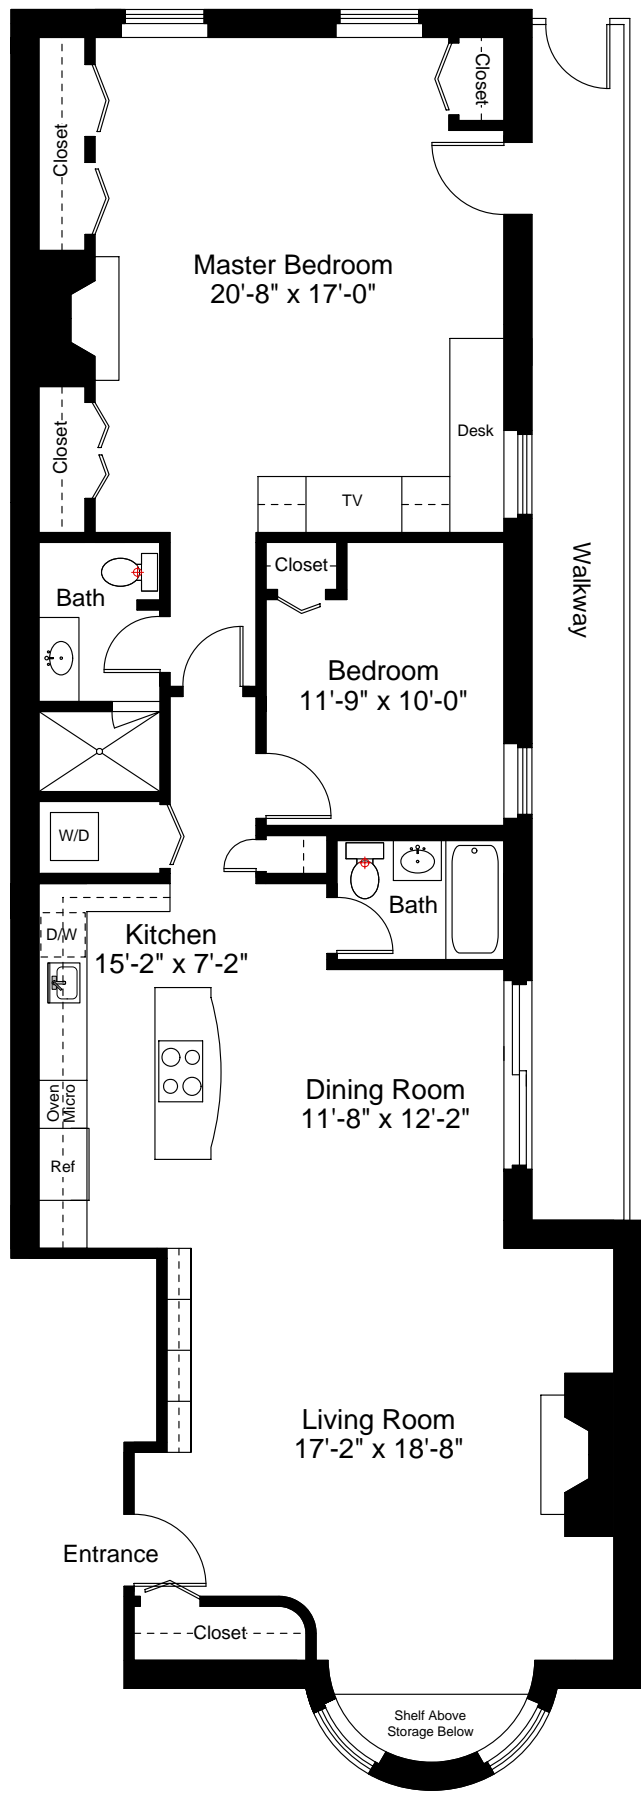 Closet
Closet
Master Bedroom
20'-8" x 17'-0"
Closet
Desk
TV
Walkway
Closet
Bath
Bedroom
11'-9" x 10'-0"
W/D
Bath
D/W
Kitchen
15'-2" x 7'-2"
Oven
Micro
Dining Room
11'-8" x 12'-2"
Ref
Living Room
17'-2" x 18'-8"
Entrance
Closet
Shelf Above
Storage Below